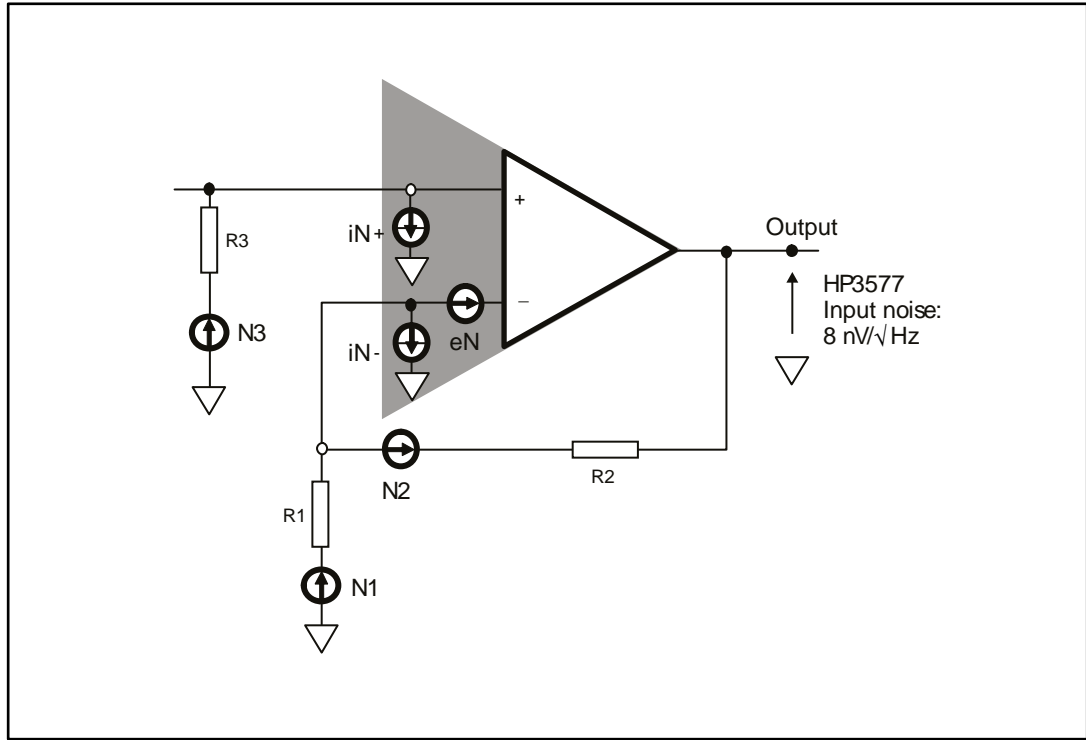 +
Output
R3
iN+
HP3577
Input noise:
8 nV/√Hz
N3
iN-
eN
−
N2
R2
R1
N1